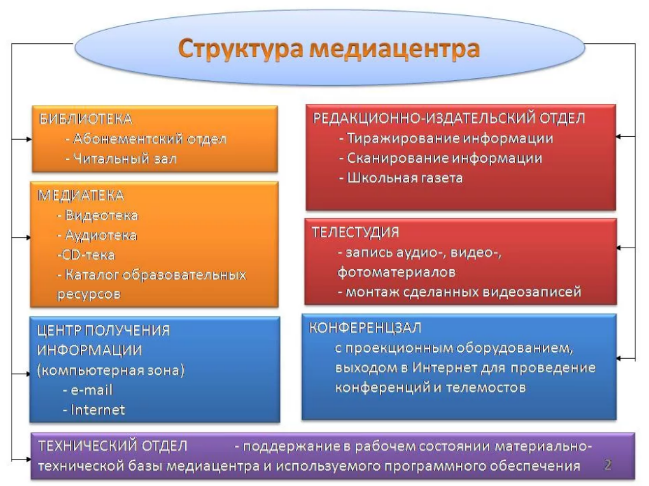 Структура медиацентра
БИБЛИОТЕКА
- Абонементский отдел
- Читальный зал
МЕДИАТЕКА
- Видеотека
- Аудиотека
-CD-тека
- Каталог образовательных
ресурсов
ЦЕНТР ПОЛУЧЕНИЯ
ИНФОРМАЦИИ
(компьютерная зона)
- e-mail
- Internet
РЕДАКЦИОННО-ИЗДАТЕЛЬСКИЙ ОТДЕЛ
- Тиражирование информации
- Сканирование информации
- Школьная газета
ТЕЛЕСТУДИЯ
- запись аудио-, видео-,
фотоматериалов
- монтаж сделанных видеозаписей
КОНФЕРЕНЦЗАЛ
с проекционным оборудованием,
выходом в Интернет для проведение
конференций и телемостов
ТЕХНИЧЕСКИЙ ОТДЕЛ - поддержание в рабочем состоянии материально-
технической базы медиацентра и используемого программного обеспечения 2